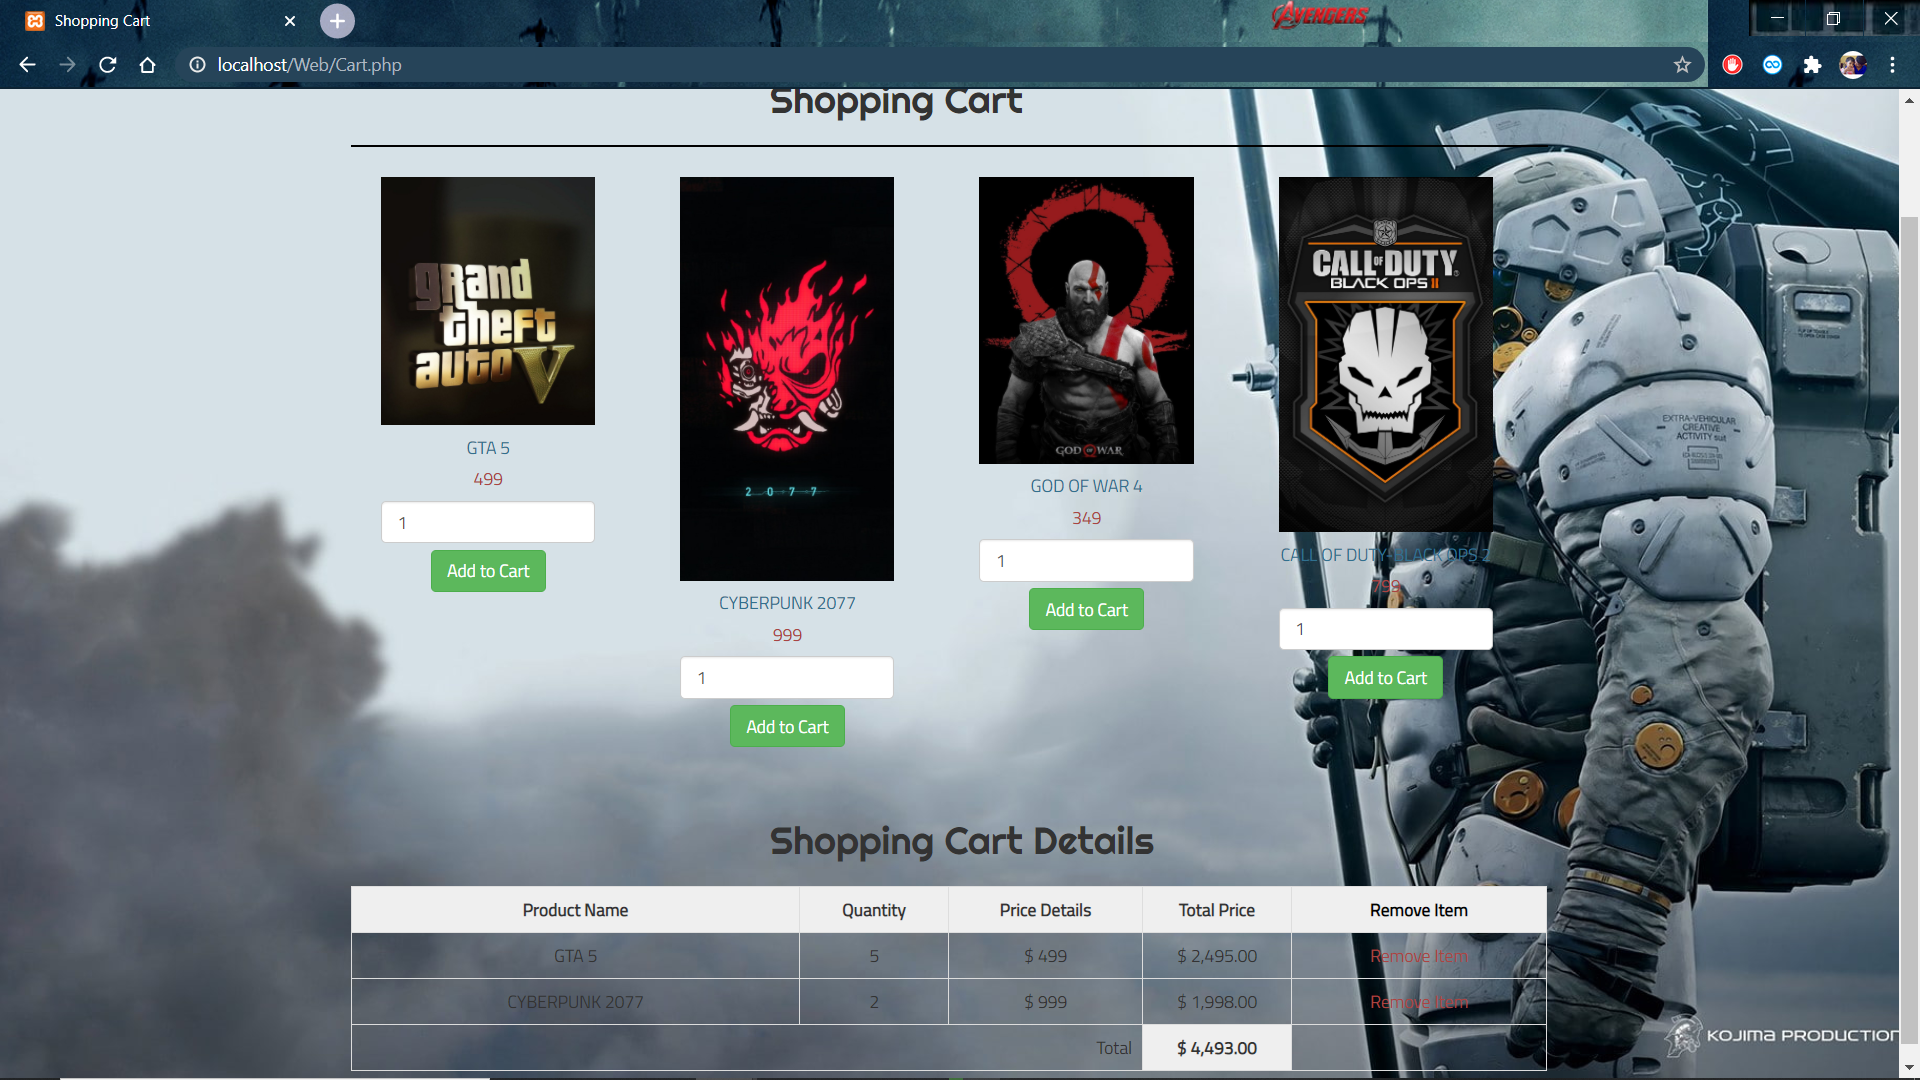 Shopping Cart
AVENGERS
localhost/Web/Cart.php
Shopping Cart
grand
theft
auto V
GTA 5
499
1
Add to Cart
2 0 7 7
CYBERPUNK 2077
999
1
Add to Cart
GOD OF WAR
GOD OF WAR 4
349
1
Add to Cart
CALL OF DUTY
BLACK OPS II
CALL OF DUTY-BLACK OPS 2
799
1
Add to Cart
EXTRA-VEHICULAR
CREATIVE
ACTIVITY suit
Shopping Cart Details
Product Name Quantity Price Details Total Price Remove Item
GTA 5 5 $ 499 $ 2,495.00 Remove Item
CYBERPUNK 2077 2 $ 999 $ 1,998.00 Remove Item
Total $ 4,493.00
KOJIMA PRODUCTION